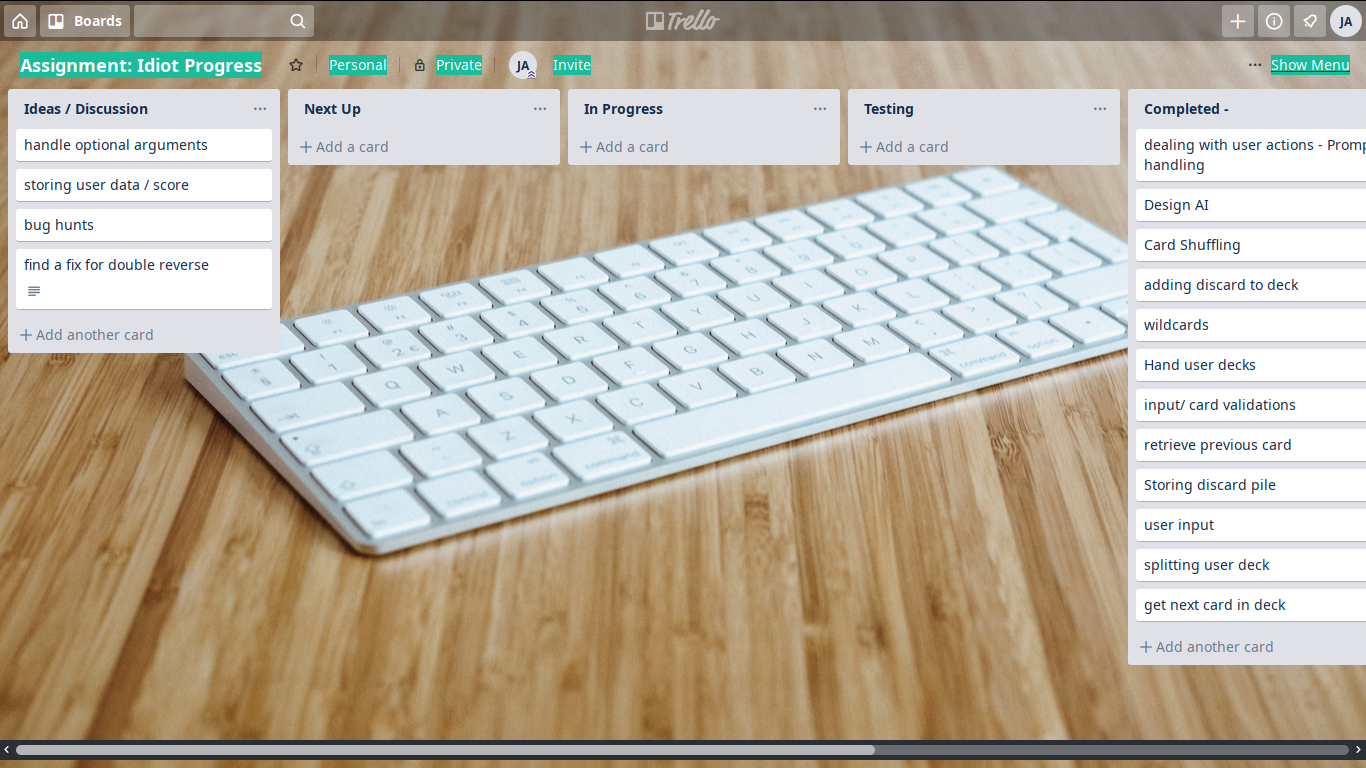 Boards
Trello
JA
Assignment: Idiot Progress
Personal
Private
JA
Invite
Show Menu
Ideas / Discussion
handle optional arguments
storing user data / score
bug hunts
find a fix for double reverse
Add another card
Next Up
Add a card
In Progress
Add a card
Testing
Add a card
Completed -
dealing with user actions - Promp
handling
Design AI
Card Shuffling
adding discard to deck
wildcards
Hand user decks
input/ card validations
retrieve previous card
Storing discard pile
user input
splitting user deck
get next card in deck
Add another card